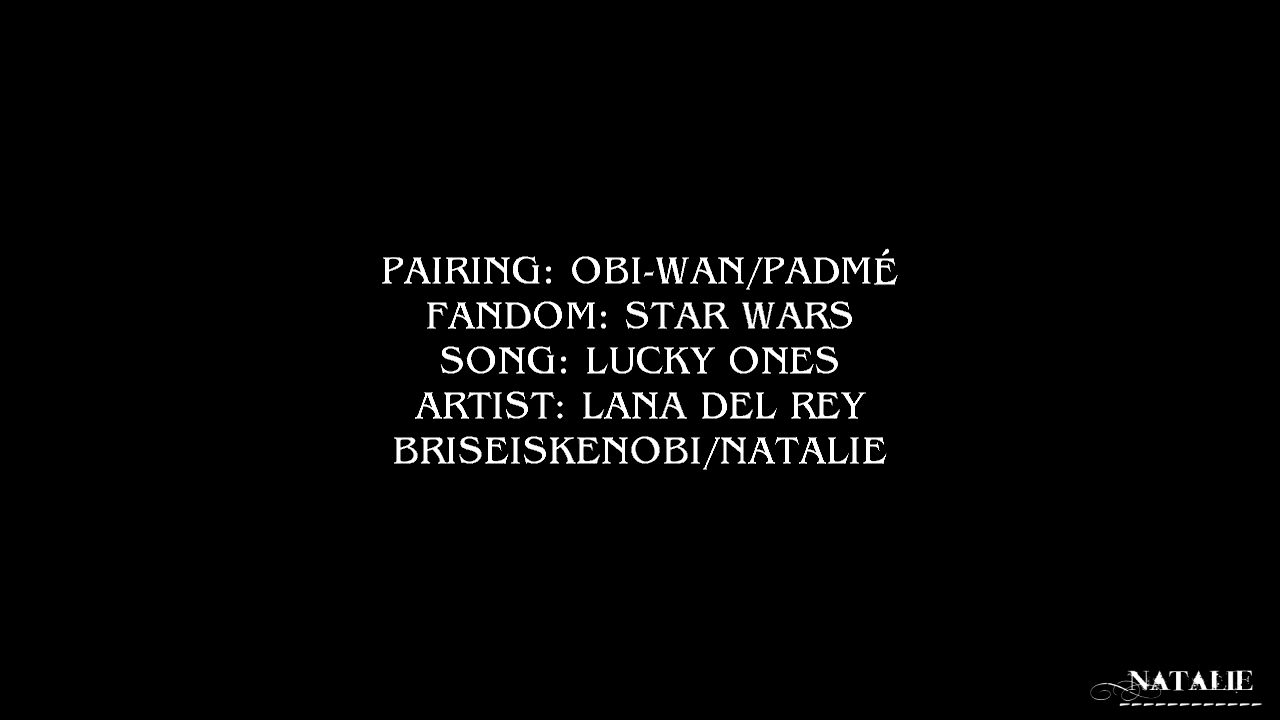 PAIRING: OBI-WAN/PADMÉ
FANDOM: STAR WARS
SONG: LUCKY ONES
ARTIST: LANA DEL REY
BRISEISKENOBI/NATALIE
NATALIE